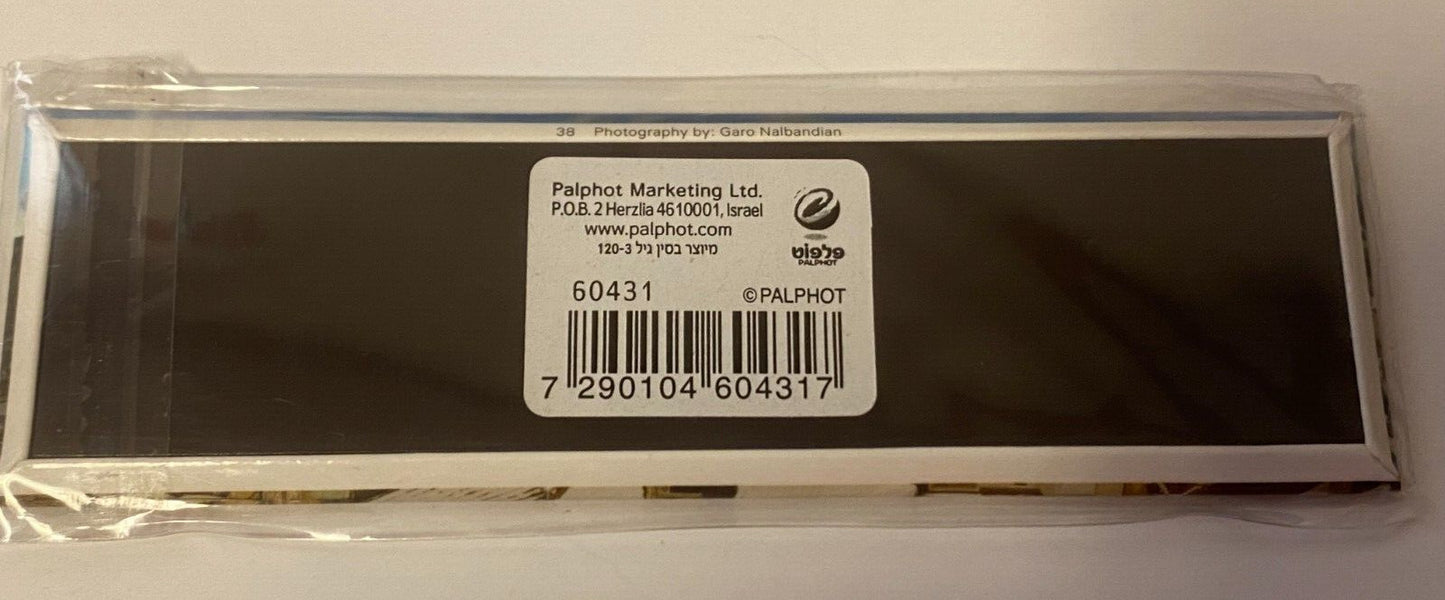 38 Photography by: Garo Nalbandian
Palphot Marketing Ltd.
P.O.B. 2 Herzlia 4610001, Israel
www.palphot.com
מיוצר בסין גיל 120-3
פלפוט
PALPHOT
60431
©PALPHOT
7 290104 604317